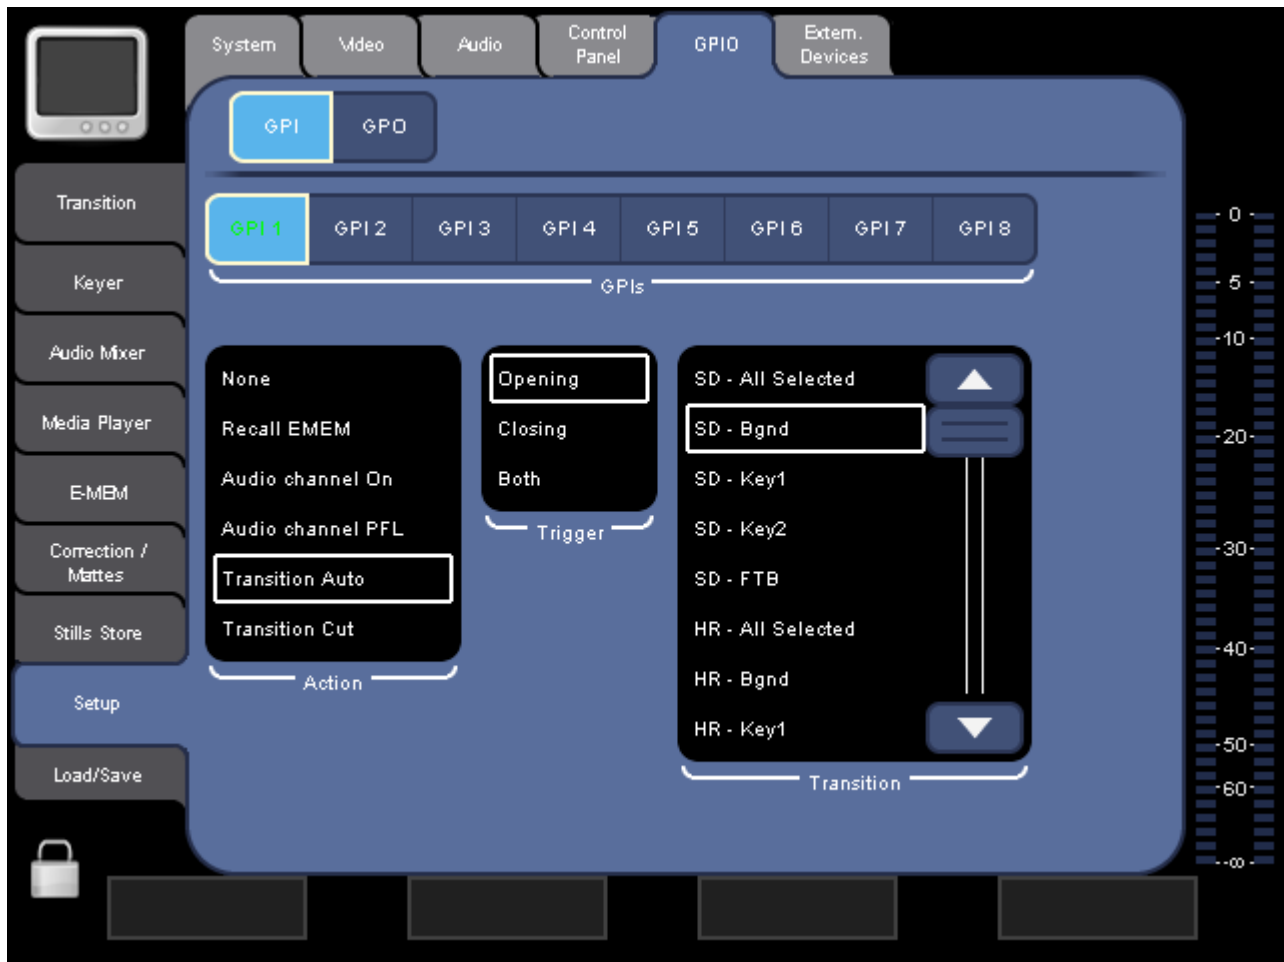 System Video Audio Control Panel GPIO Extern. Devices
GPI GPO
Transition
Keyer
Audio Mixer
Media Player
E-MEM
Correction /
Mattes
Stills Store
Setup
Load/Save
GPI 1 GPI 2 GPI 3 GPI 4 GPI 5 GPI 6 GPI 7 GPI 8
GPIs
None
Recall EMEM
Audio channel On
Audio channel PFL
Transition Auto
Transition Cut
Action
Opening
Closing
Both
Trigger
SD - All Selected
SD - Bgnd
SD - Key1
SD - Key2
SD - FTB
HR - All Selected
HR - Bgnd
HR - Key1
Transition
- 0 -
- 5 -
-10-
-20-
-30-
-40-
-50-
-60-
--∞-